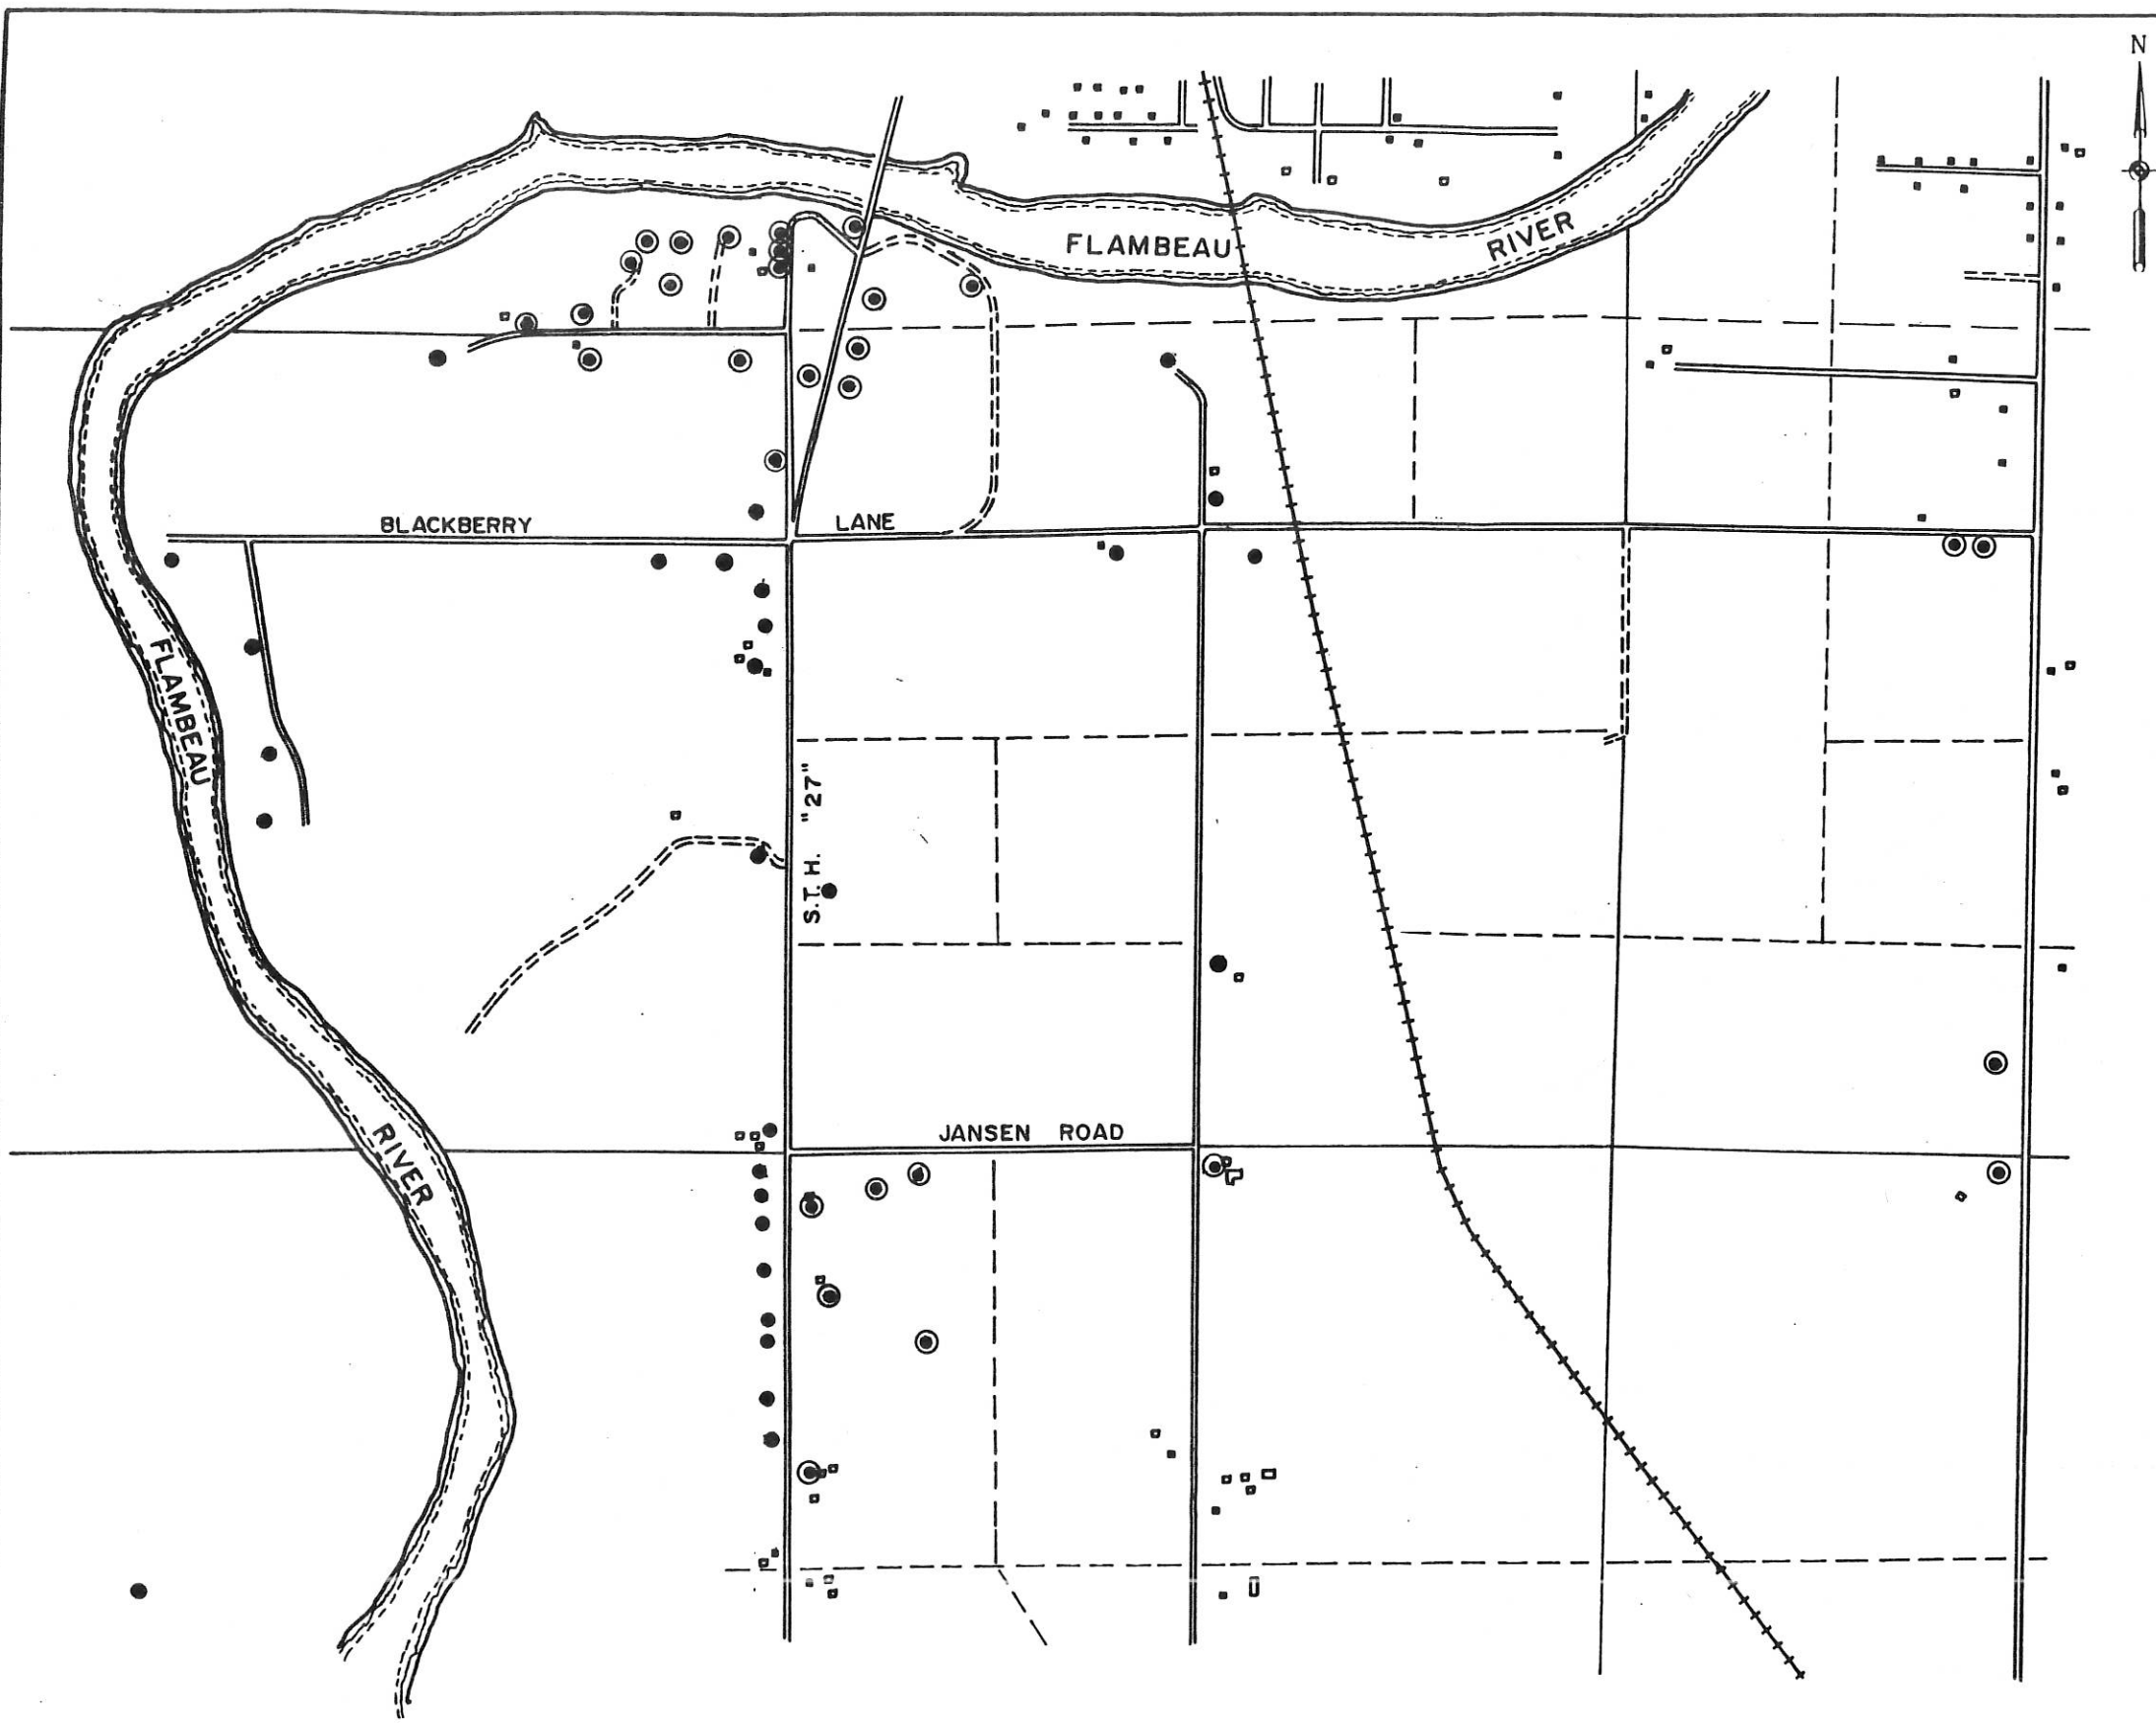 N
FLAMBEAU RIVER
BLACKBERRY LANE
FLAMBEAU
S.T.H. "27"
JANSEN ROAD
RIVER